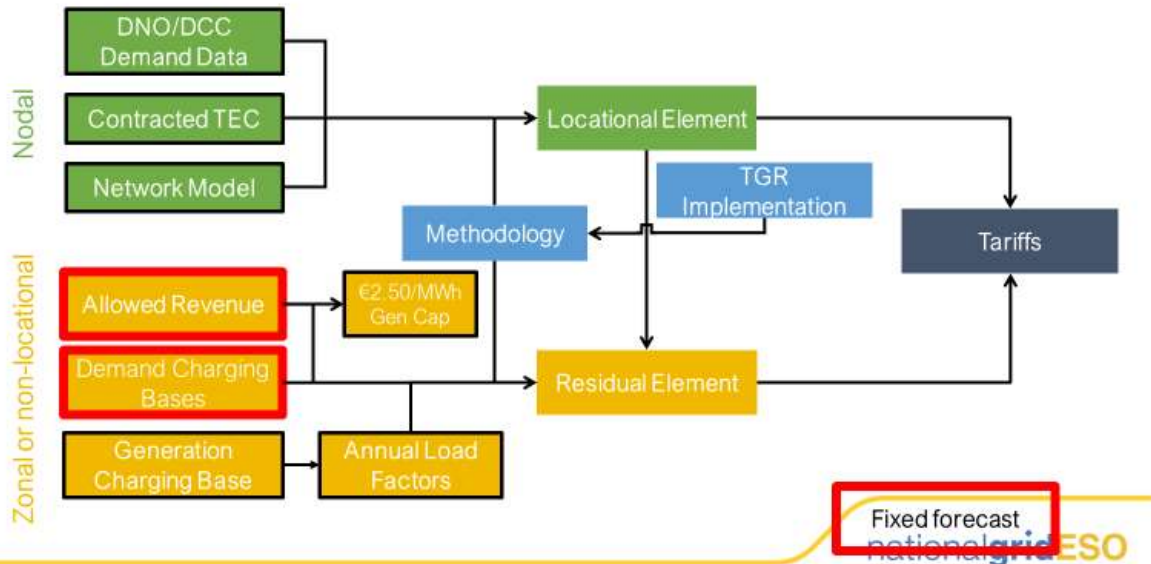 DNO/DCC
Demand Data
Contracted TEC
Network Model
Nodal
Locational Element
TGR
Implementation
Methodology
Tariffs
Zonal or non-locational
Allowed Revenue
€2.50/MWh
Gen Cap
Demand Charging
Bases
Residual Element
Generation
Charging Base
Annual Load
Factors
Fixed forecast
nationalgridESO